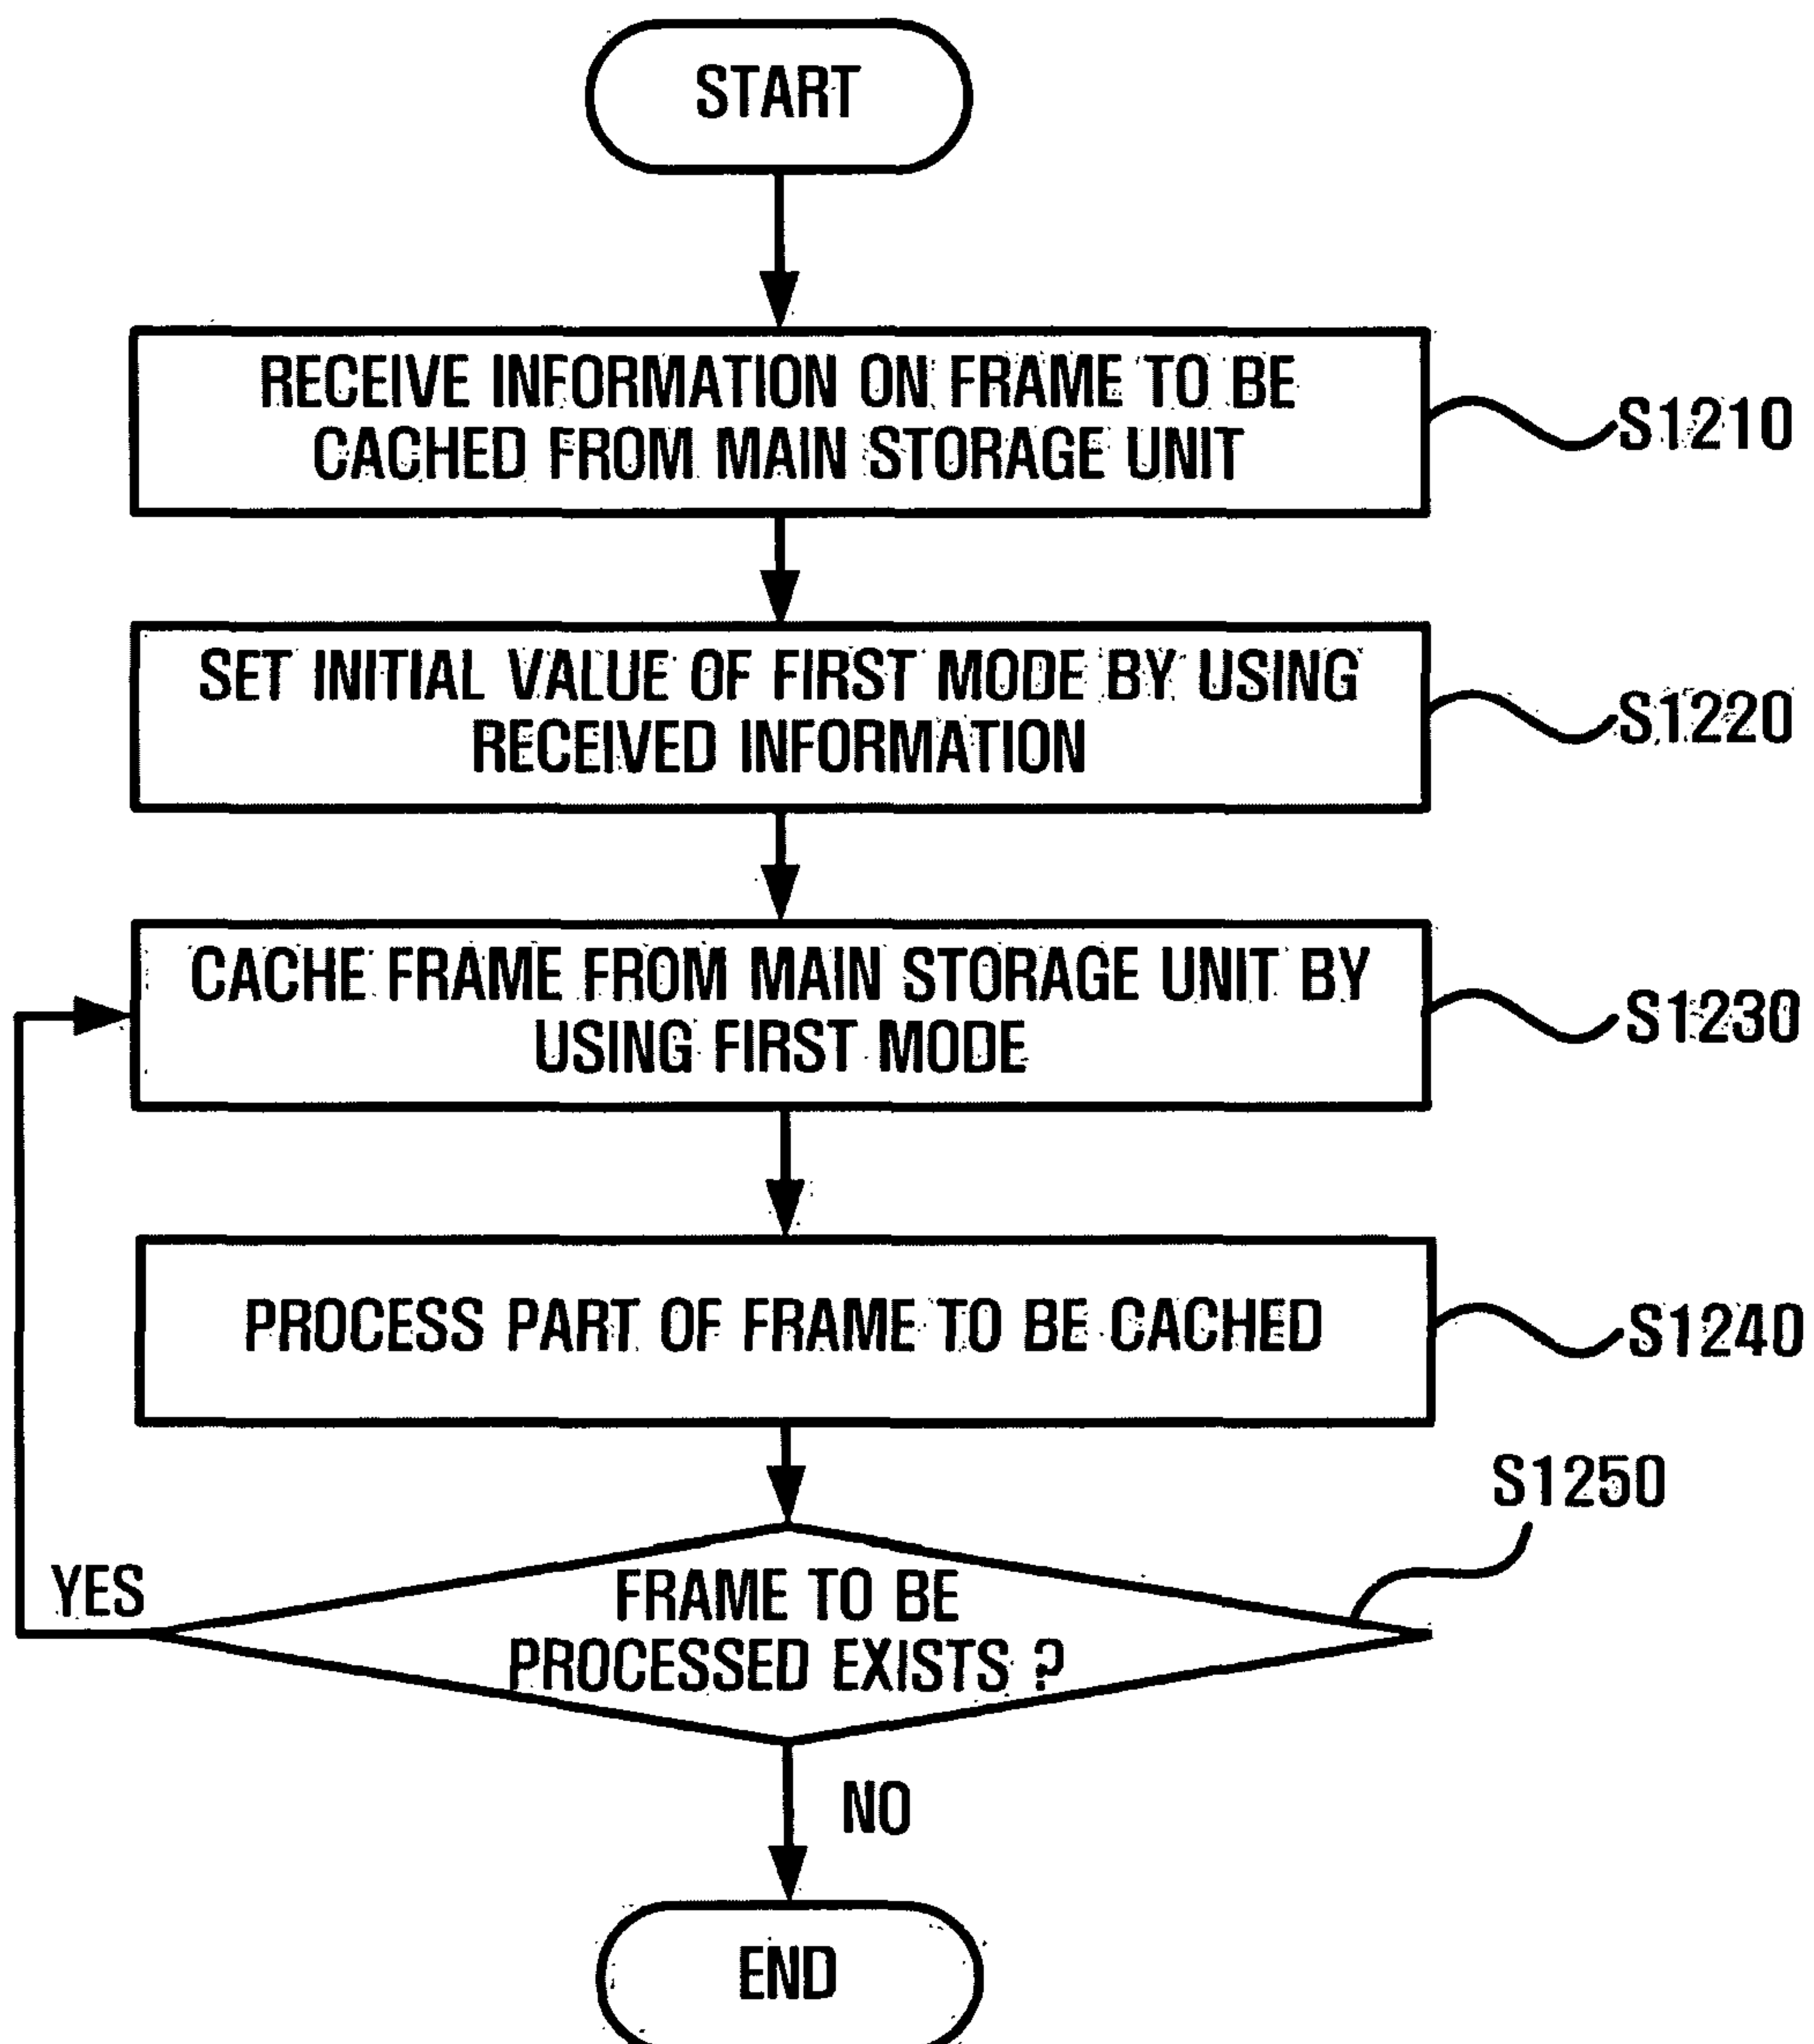 START
RECEIVE INFORMATION ON FRAME TO BE
CACHED FROM MAIN STORAGE UNIT
S1210
SET INITIAL VALUE OF FIRST MODE BY USING
RECEIVED INFORMATION
S1220
CACHE FRAME FROM MAIN STORAGE UNIT BY
USING FIRST MODE
S1230
PROCESS PART OF FRAME TO BE CACHED
S1240
S1250
YES
FRAME TO BE
PROCESSED EXISTS ?
NO
END